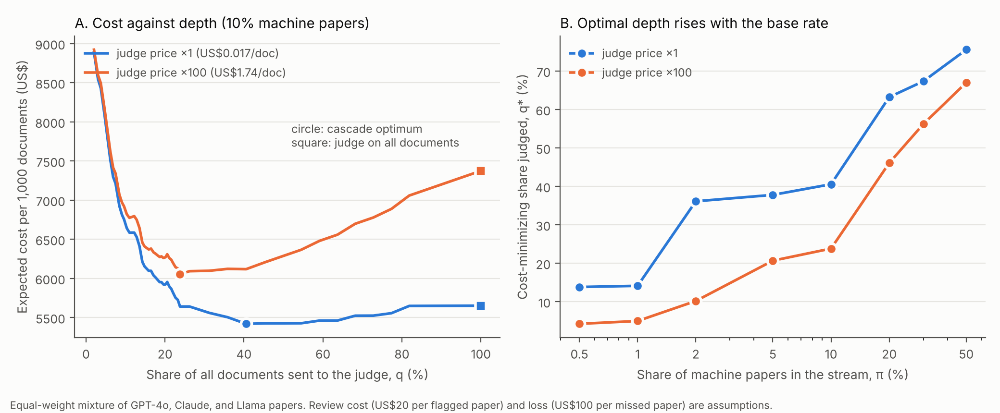 A. Cost against depth (10% machine papers)
Expected cost per 1,000 documents (US$)
9000
8500
8000
7500
7000
6500
6000
5500
judge price ×1 (US$0.017/doc)
judge price ×100 (US$1.74/doc)
circle: cascade optimum
square: judge on all documents
0 20 40 60 80 100
Share of all documents sent to the judge, q (%)
B. Optimal depth rises with the base rate
Cost-minimizing share judged, q* (%)
70
60
50
40
30
20
10
judge price ×1
judge price ×100
0.5 1 2 5 10 20 50
Share of machine papers in the stream, π (%)
Equal-weight mixture of GPT-4o, Claude, and Llama papers. Review cost (US$20 per flagged paper) and loss (US$100 per missed paper) are assumptions.